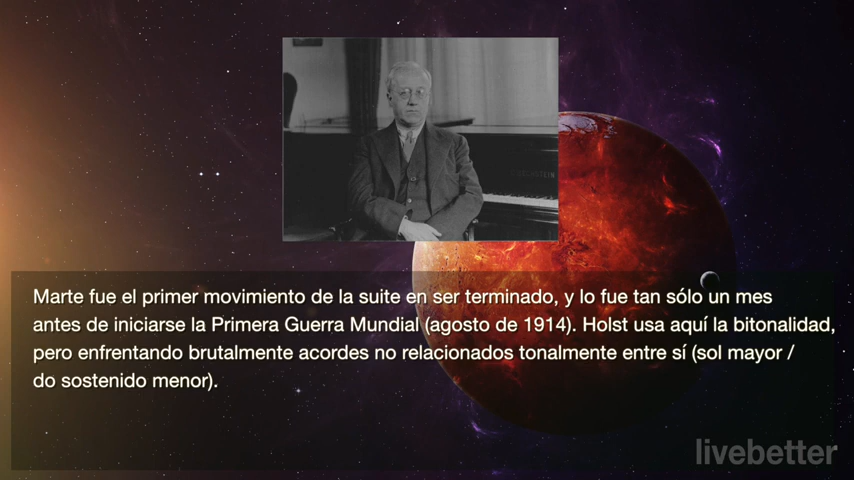 Marte fue el primer movimiento de la suite en ser terminado, y lo fue tan sólo un mes
antes de iniciarse la Primera Guerra Mundial (agosto de 1914). Holst usa aquí la bitonalidad,
pero enfrentando brutalmente acordes no relacionados tonalmente entre sí (sol mayor /
do sostenido menor).
livebetter